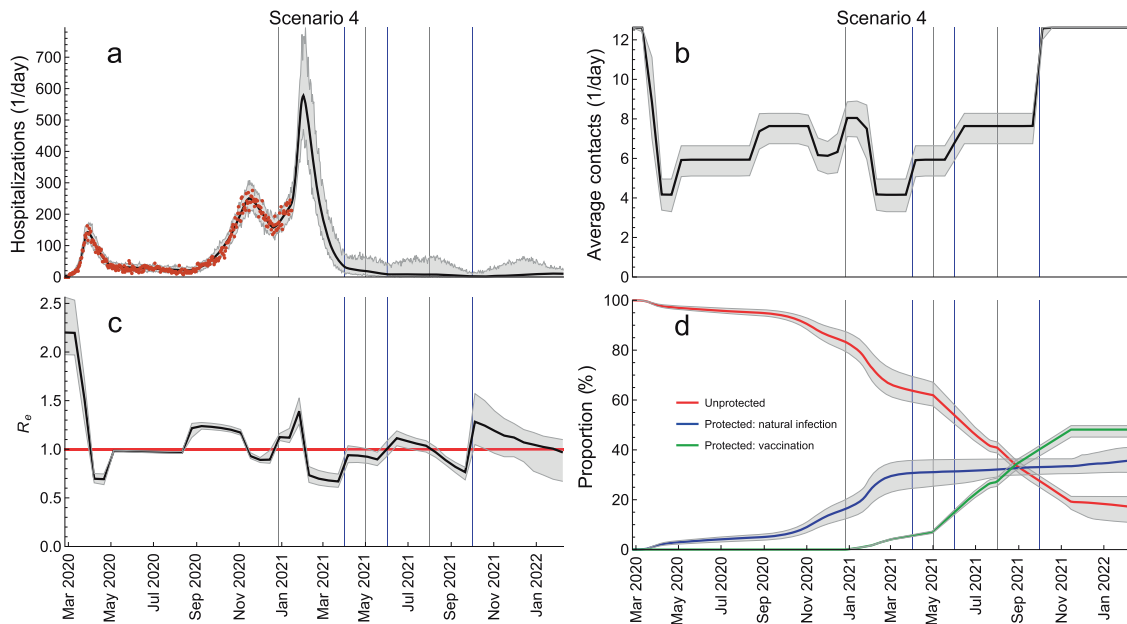 Scenario 4
Scenario 4
a
Hospitalizations (1/day)
700
600
500
400
300
200
100
0
b
Average contacts (1/day)
12
10
8
6
4
2
0
c
Re
2.5
2.0
1.5
1.0
0.5
0.0
Mar 2020
May 2020
Jul 2020
Sep 2020
Nov 2020
Jan 2021
Mar 2021
May 2021
Jul 2021
Sep 2021
Nov 2021
Jan 2022
d
Proportion (%)
100
80
60
40
20
0
Unprotected
Protected: natural infection
Protected: vaccination
Mar 2020
May 2020
Jul 2020
Sep 2020
Nov 2020
Jan 2021
Mar 2021
May 2021
Jul 2021
Sep 2021
Nov 2021
Jan 2022